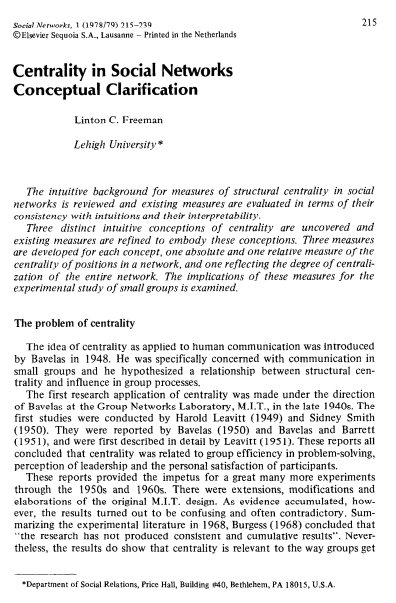 Social Networks, 1 (1978/79) 215–239
215
©Elsevier Sequoia S.A., Lausanne – Printed in the Netherlands
Centrality in Social Networks
Conceptual Clarification
Linton C. Freeman
Lehigh University*
The intuitive background for measures of structural centrality in social
networks is reviewed and existing measures are evaluated in terms of their
consistency with intuitions and their interpretability.
Three distinct intuitive conceptions of centrality are uncovered and
existing measures are refined to embody these conceptions. Three measures
are developed for each concept, one absolute and one relative measure of the
centrality of positions in a network, and one reflecting the degree of centrali-
zation of the entire network. The implications of these measures for the
experimental study of small groups is examined.
The problem of centrality
The idea of centrality as applied to human communication was introduced
by Bavelas in 1948. He was specifically concerned with communication in
small groups and he hypothesized a relationship between structural cen-
trality and influence in group processes.
The first research application of centrality was made under the direction
of Bavelas at the Group Networks Laboratory, M.I.T., in the late 1940s. The
first studies were conducted by Harold Leavitt (1949) and Sidney Smith
(1950). They were reported by Bavelas (1950) and Bavelas and Barrett
(1951), and were first described in detail by Leavitt (1951). These reports all
concluded that centrality was related to group efficiency in problem-solving,
perception of leadership and the personal satisfaction of participants.
These reports provided the impetus for a great many more experiments
through the 1950s and 1960s. There were extensions, modifications and
elaborations of the original M.I.T. design. As evidence accumulated, how-
ever, the results turned out to be confusing and often contradictory. Sum-
marizing the experimental literature in 1968, Burgess (1968) concluded that
"the research has not produced consistent and cumulative results". Never-
theless, the results do show that centrality is relevant to the way groups get
*Department of Social Relations, Price Hall, Building #40, Bethlehem, PA 18015, U.S.A.